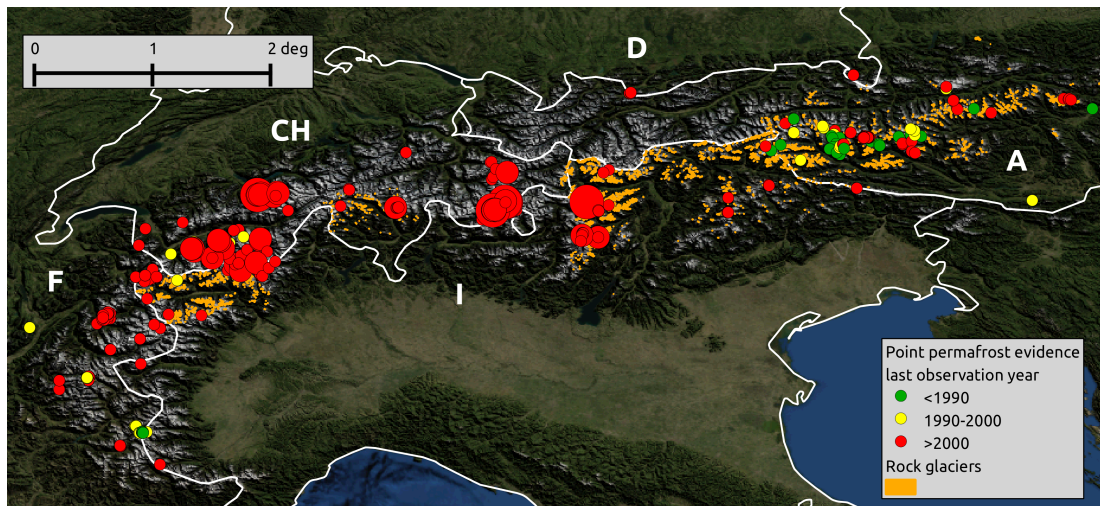 0 1 2 deg
D
CH
A
F
I
Point permafrost evidence
last observation year
<1990
1990-2000
>2000
Rock glaciers